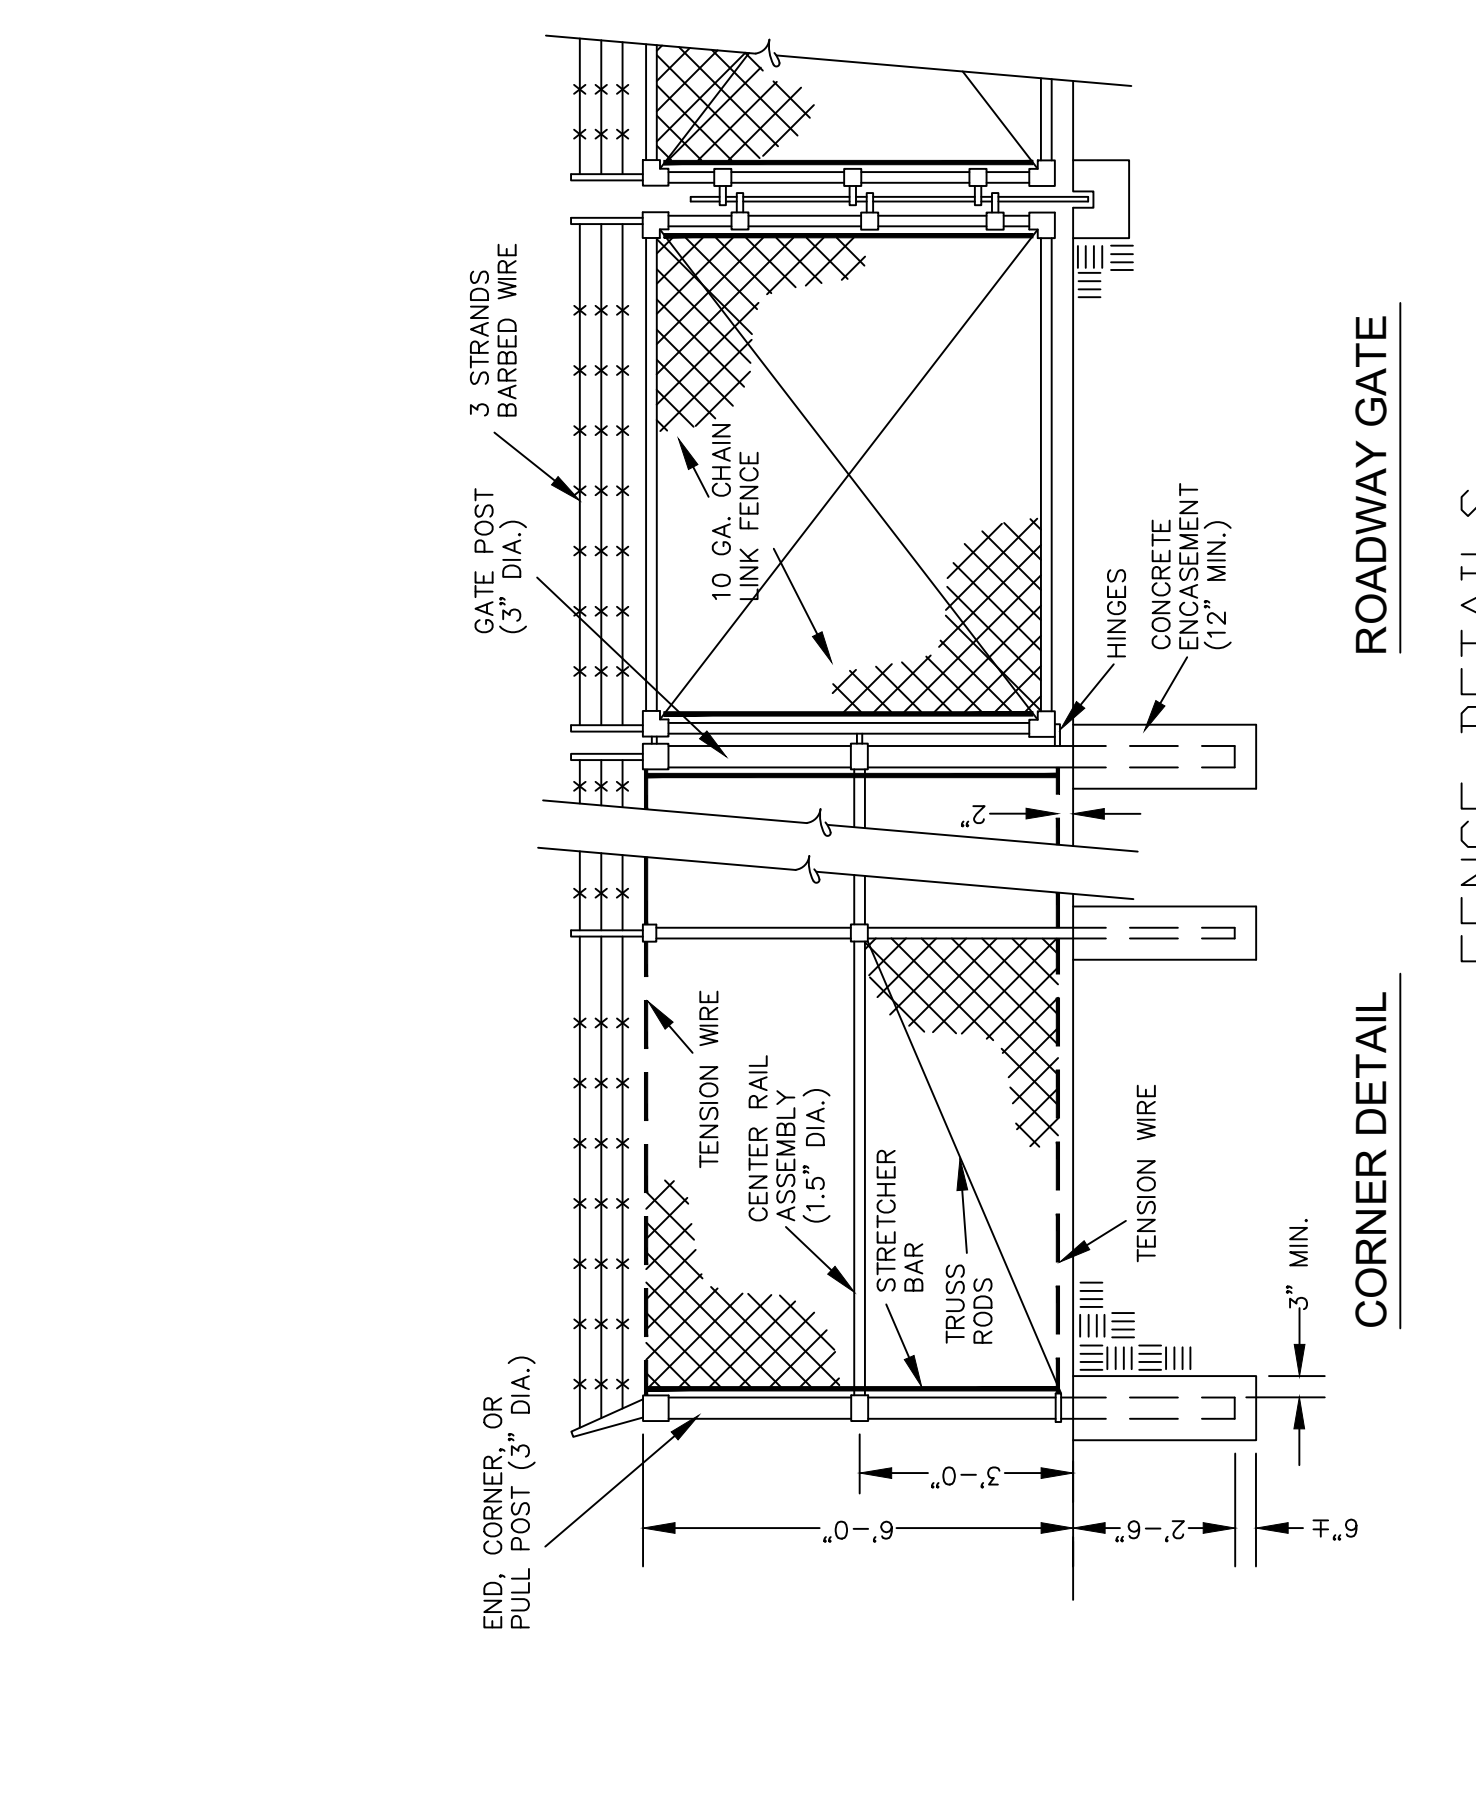 3 STRANDS
BARBED WIRE
GATE POST
(3" DIA.)
END, CORNER, OR
PULL POST (3" DIA.)
10 GA. CHAIN
LINK FENCE
TENSION WIRE
CENTER RAIL
ASSEMBLY
(1.5" DIA.)
STRETCHER
BAR
TRUSS
RODS
TENSION WIRE
HINGES
CONCRETE
ENCASEMENT
(12" MIN.)
2"
3'-0"
6'-0"
2'-6"
6"±
3" MIN.
CORNER DETAIL
ROADWAY GATE
FENCE DETAILS